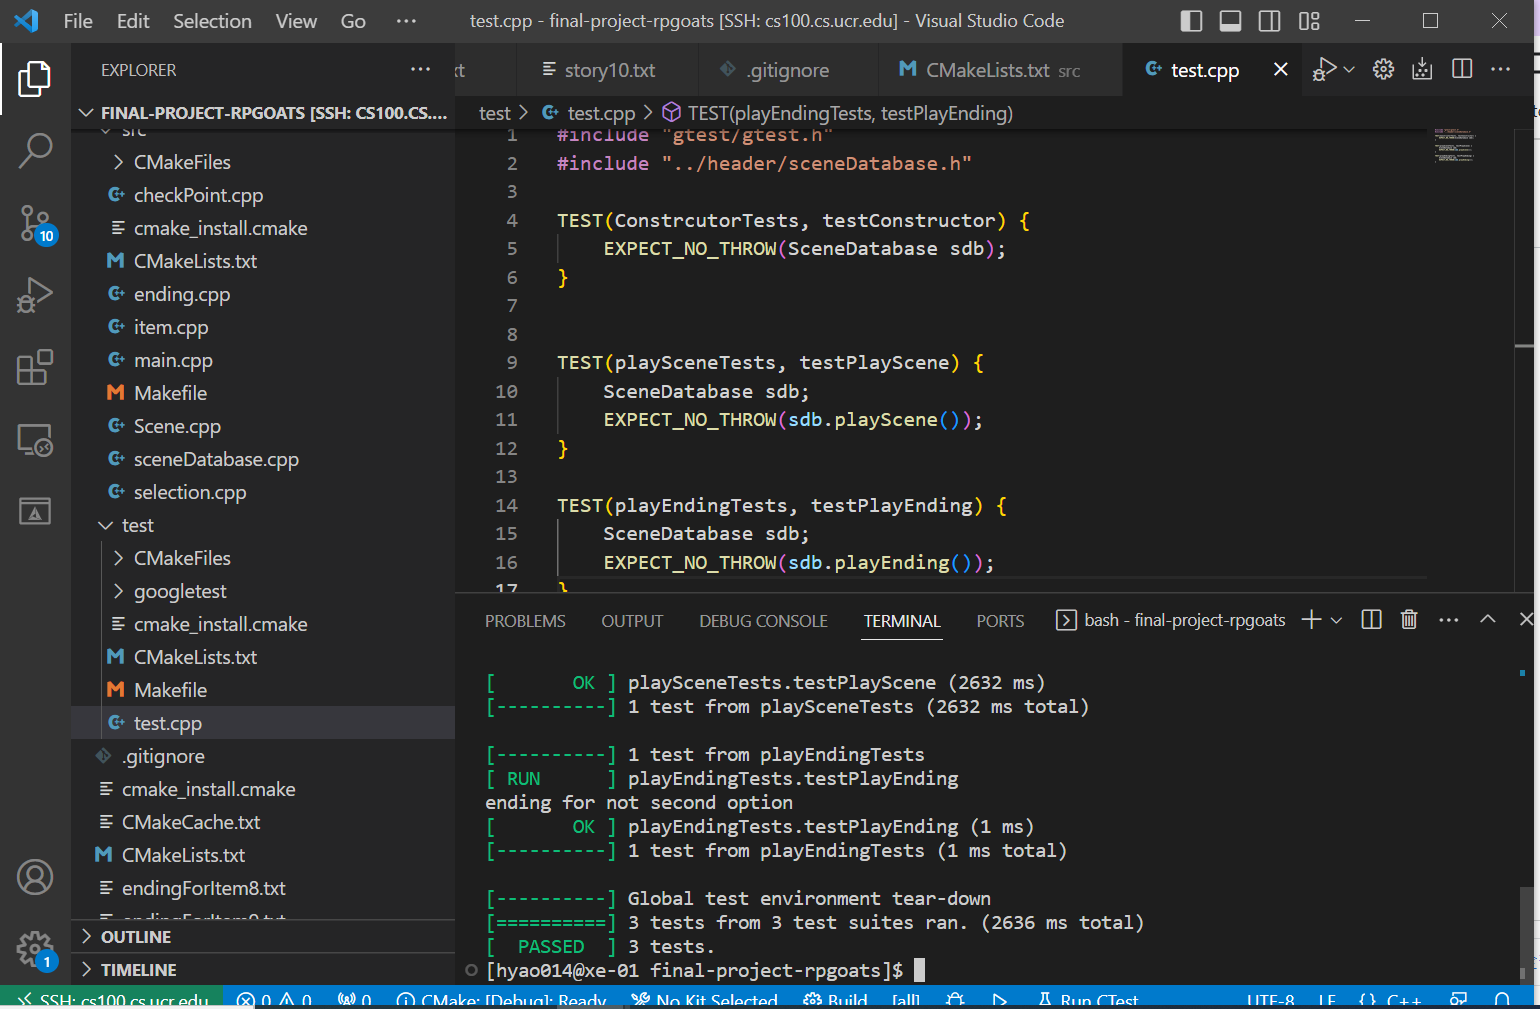 File Edit Selection View Go ··· test.cpp - final-project-rpgoats [SSH: cs100.cs.ucr.edu] - Visual Studio Code
EXPLORER ···
xt story10.txt .gitignore CMakeLists.txt src test.cpp
FINAL-PROJECT-RPGOATS [SSH: CS100.CS....
test > test.cpp > TEST(playEndingTests, testPlayEnding)
src
CMakeFiles
checkPoint.cpp
cmake_install.cmake
CMakeLists.txt
ending.cpp
item.cpp
main.cpp
Makefile
Scene.cpp
sceneDatabase.cpp
selection.cpp
test
CMakeFiles
googletest
cmake_install.cmake
CMakeLists.txt
Makefile
test.cpp
.gitignore
cmake_install.cmake
CMakeCache.txt
CMakeLists.txt
endingForItem8.txt
endingForItem9.txt
OUTLINE
TIMELINE
10
1
1 #include "gtest/gtest.h"
2 #include "../header/sceneDatabase.h"
3
4 TEST(ConstrcutorTests, testConstructor) {
5 EXPECT_NO_THROW(SceneDatabase sdb);
6 }
7
8
9 TEST(playSceneTests, testPlayScene) {
10 SceneDatabase sdb;
11 EXPECT_NO_THROW(sdb.playScene());
12 }
13
14 TEST(playEndingTests, testPlayEnding) {
15 SceneDatabase sdb;
16 EXPECT_NO_THROW(sdb.playEnding());
17 }
PROBLEMS OUTPUT DEBUG CONSOLE TERMINAL PORTS bash - final-project-rpgoats
[       OK ] playSceneTests.testPlayScene (2632 ms)
[----------] 1 test from playSceneTests (2632 ms total)
[----------] 1 test from playEndingTests
[ RUN      ] playEndingTests.testPlayEnding
ending for not second option
[       OK ] playEndingTests.testPlayEnding (1 ms)
[----------] 1 test from playEndingTests (1 ms total)
[----------] Global test environment tear-down
[==========] 3 tests from 3 test suites ran. (2636 ms total)
[  PASSED  ] 3 tests.
[hyao014@xe-01 final-project-rpgoats]$
SSH: cs100.cs.ucr.edu 0 0 0 CMake: [Debug]: Ready No Kit Selected Build [all] Run CTest UTF-8 LF {} C++